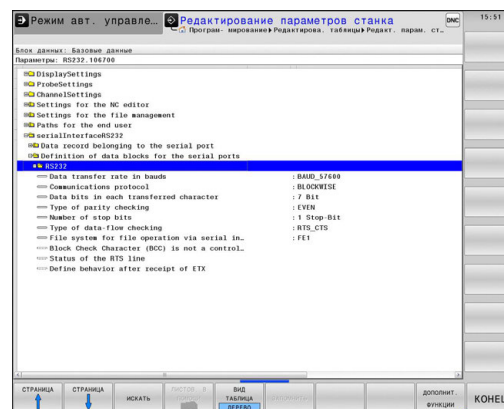 Режим авт. управле…
Редактирование параметров станка
Програм- мирование▸Редактирова. таблицы▸Редакт. парам. ст…
DNC
15:51
Блок данных: Базовые данные
Параметры: RS232.106700
DisplaySettings
ProbeSettings
ChannelSettings
Settings for the NC editor
Settings for the file management
Paths for the end user
serialInterfaceRS232
Data record belonging to the serial port
Definition of data blocks for the serial ports
RS232
Data transfer rate in bauds :BAUD_57600
Communications protocol :BLOCKWISE
Data bits in each transferred character :7 Bit
Type of parity checking :EVEN
Number of stop bits :1 Stop-Bit
Type of data-flow checking :RTS_CTS
File system for file operation via serial in… :FE1
Block Check Character (BCC) is not a control…
Status of the RTS line
Define behavior after receipt of ETX
СТРАНИЦА
СТРАНИЦА
ИСКАТЬ
ВИД
ТАБЛИЦА
ДЕРЕВО
ДОПОЛНИТ.
ФУНКЦИИ
КОНЕЦ